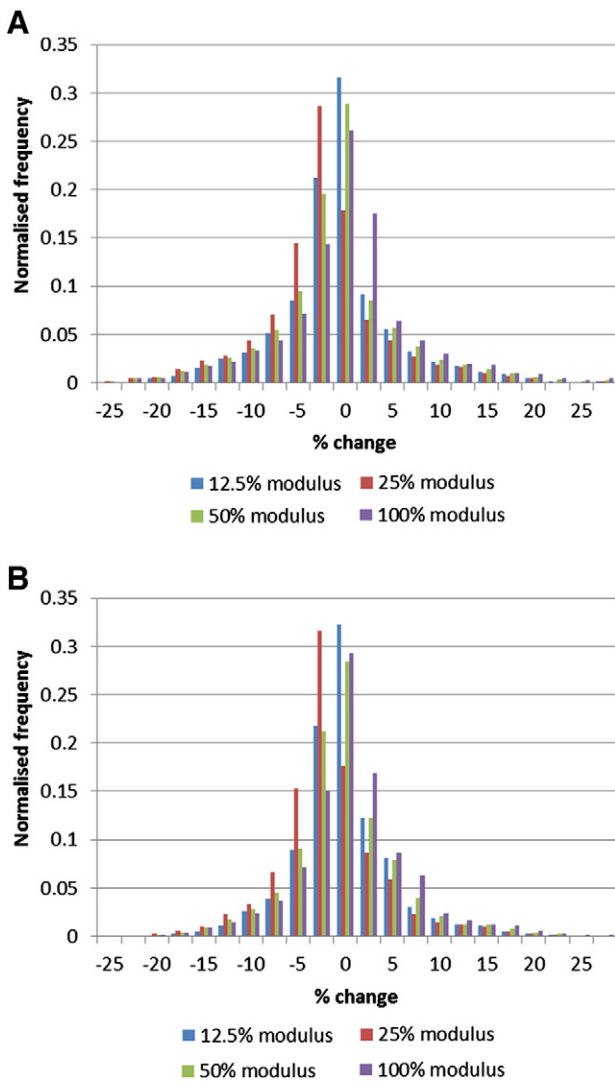 A
0.35
0.3
0.25
0.2
0.15
0.1
0.05
0
Normalised frequency
-25 -20 -15 -10 -5 0 5 10 15 20 25
% change
12.5% modulus 25% modulus
50% modulus 100% modulus
B
0.35
0.3
0.25
0.2
0.15
0.1
0.05
0
Normalised frequency
-25 -20 -15 -10 -5 0 5 10 15 20 25
% change
12.5% modulus 25% modulus
50% modulus 100% modulus